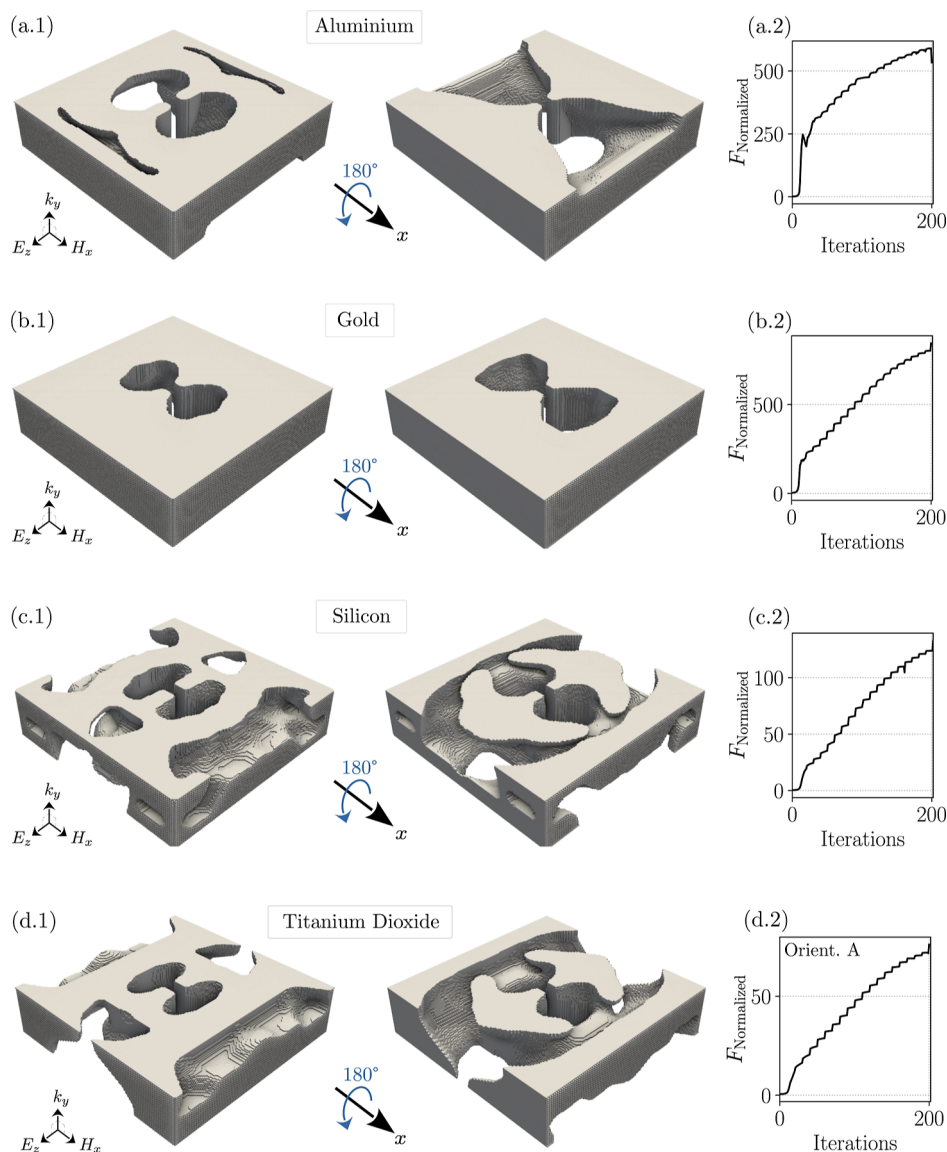 (a.1)
Aluminium
(a.2)
180°
x
k_y
E_z
H_x
F_Normalized
500
250
0
0
200
Iterations
(b.1)
Gold
(b.2)
180°
x
k_y
E_z
H_x
F_Normalized
500
0
0
200
Iterations
(c.1)
Silicon
(c.2)
180°
x
k_y
E_z
H_x
F_Normalized
100
50
0
0
200
Iterations
(d.1)
Titanium Dioxide
(d.2)
Orient. A
180°
x
k_y
E_z
H_x
F_Normalized
50
0
0
200
Iterations